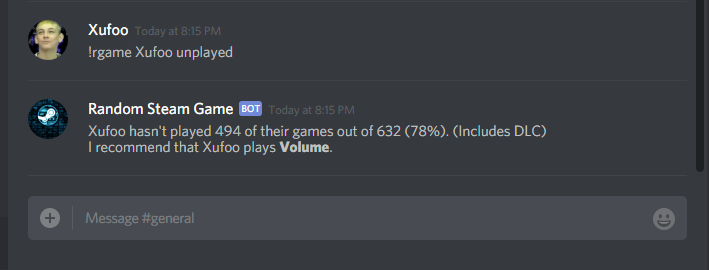 Xufoo Today at 8:15 PM
!rgame Xufoo unplayed
Random Steam Game BOT Today at 8:15 PM
Xufoo hasn't played 494 of their games out of 632 (78%). (Includes DLC)
I recommend that Xufoo plays Volume.
Message #general